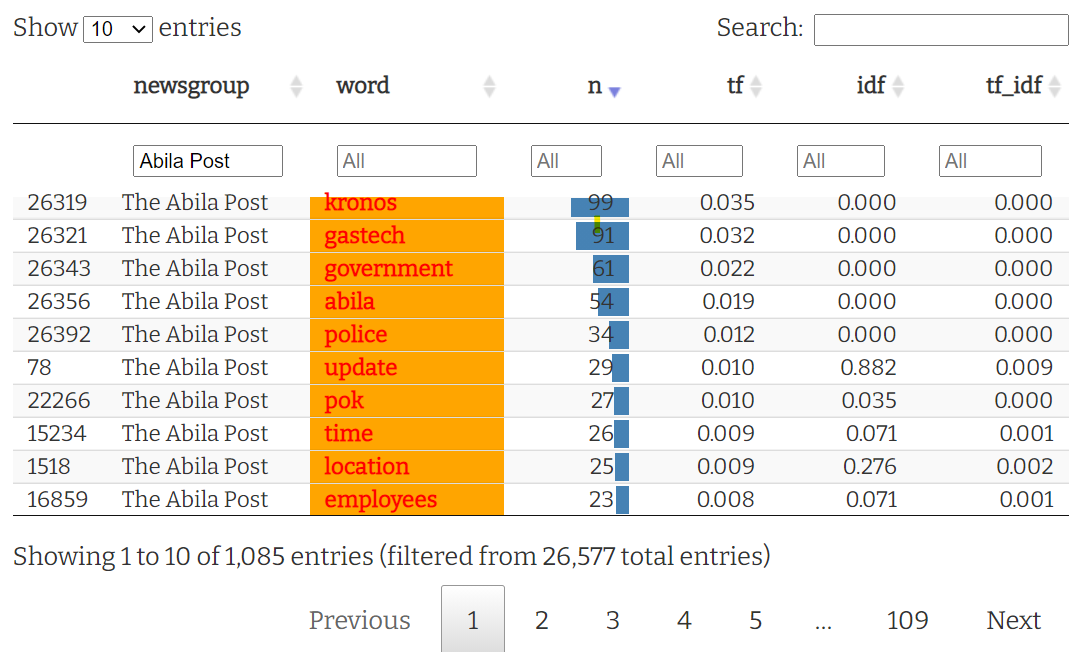 Show 10 entries Search:
newsgroup word n tf idf tf_idf
Abila Post All All All All All
26319 The Abila Post kronos 99 0.035 0.000 0.000
26321 The Abila Post gastech 91 0.032 0.000 0.000
26343 The Abila Post government 61 0.022 0.000 0.000
26356 The Abila Post abila 54 0.019 0.000 0.000
26392 The Abila Post police 34 0.012 0.000 0.000
78 The Abila Post update 29 0.010 0.882 0.009
22266 The Abila Post pok 27 0.010 0.035 0.000
15234 The Abila Post time 26 0.009 0.071 0.001
1518 The Abila Post location 25 0.009 0.276 0.002
16859 The Abila Post employees 23 0.008 0.071 0.001
Showing 1 to 10 of 1,085 entries (filtered from 26,577 total entries)
Previous 1 2 3 4 5 ... 109 Next